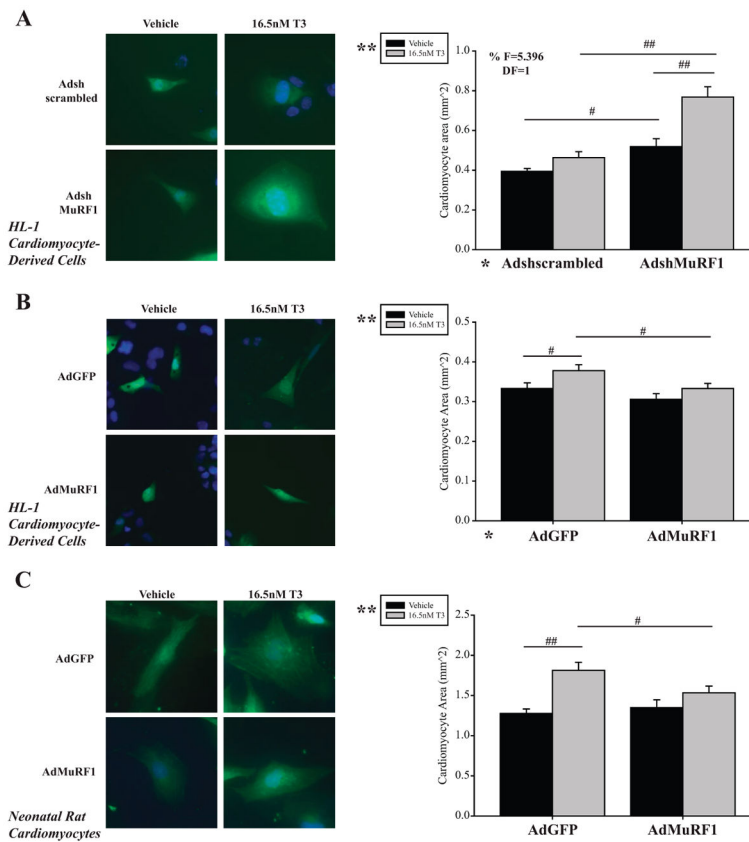 A
Vehicle
16.5nM T3
Adsh
scrambled
Adsh
MuRF1
HL-1
Cardiomyocyte-
Derived Cells
**
Vehicle
16.5nM T3
% F=5.396
DF=1
##
##
#
Cardiomyocyte area (mm^2)
1.0
0.8
0.6
0.4
0.2
0.0
* Adshscrambled AdshMuRF1
B
Vehicle
16.5nM T3
AdGFP
AdMuRF1
HL-1
Cardiomyocyte-
Derived Cells
**
Vehicle
16.5nM T3
#
#
Cardiomyocyte Area (mm^2)
0.5
0.4
0.3
0.2
0.1
0.0
* AdGFP AdMuRF1
C
Vehicle
16.5nM T3
AdGFP
AdMuRF1
Neonatal Rat
Cardiomyocytes
**
Vehicle
16.5nM T3
#
##
Cardiomyocyte Area (mm^2)
2.5
2.0
1.5
1.0
0.5
0.0
AdGFP AdMuRF1